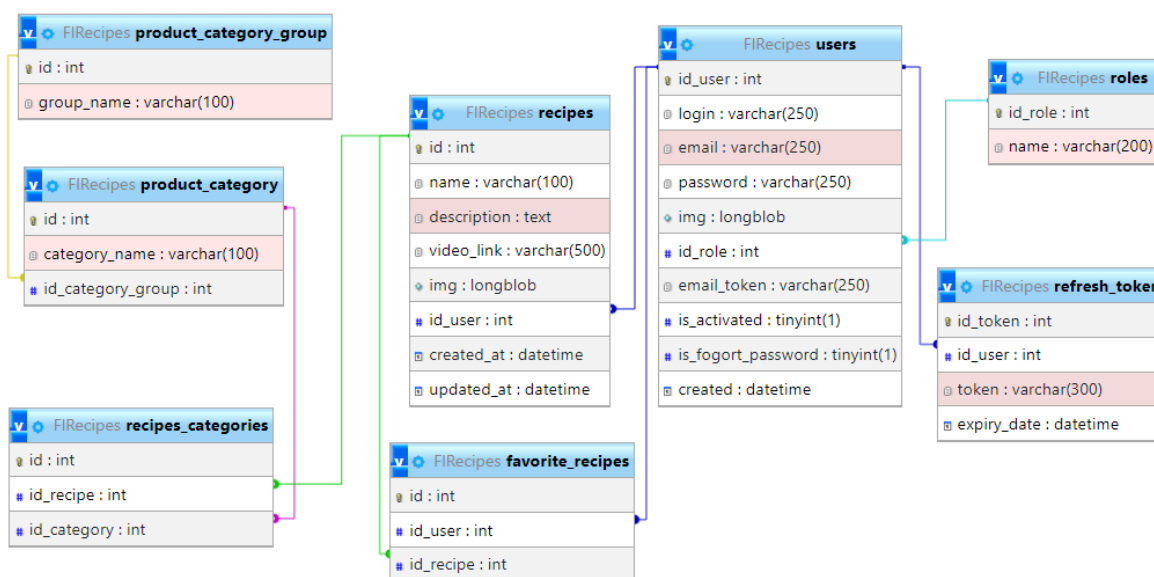 FIRecipes product_category_group
id : int
group_name : varchar(100)
FIRecipes product_category
id : int
category_name : varchar(100)
id_category_group : int
FIRecipes recipes_categories
id : int
id_recipe : int
id_category : int
FIRecipes recipes
id : int
name : varchar(100)
description : text
video_link : varchar(500)
img : longblob
id_user : int
created_at : datetime
updated_at : datetime
FIRecipes favorite_recipes
id : int
id_user : int
id_recipe : int
FIRecipes users
id_user : int
login : varchar(250)
email : varchar(250)
password : varchar(250)
img : longblob
id_role : int
email_token : varchar(250)
is_activated : tinyint(1)
is_fogort_password : tinyint(1)
created : datetime
FIRecipes roles
id_role : int
name : varchar(200)
FIRecipes refresh_token
id_token : int
id_user : int
token : varchar(300)
expiry_date : datetime